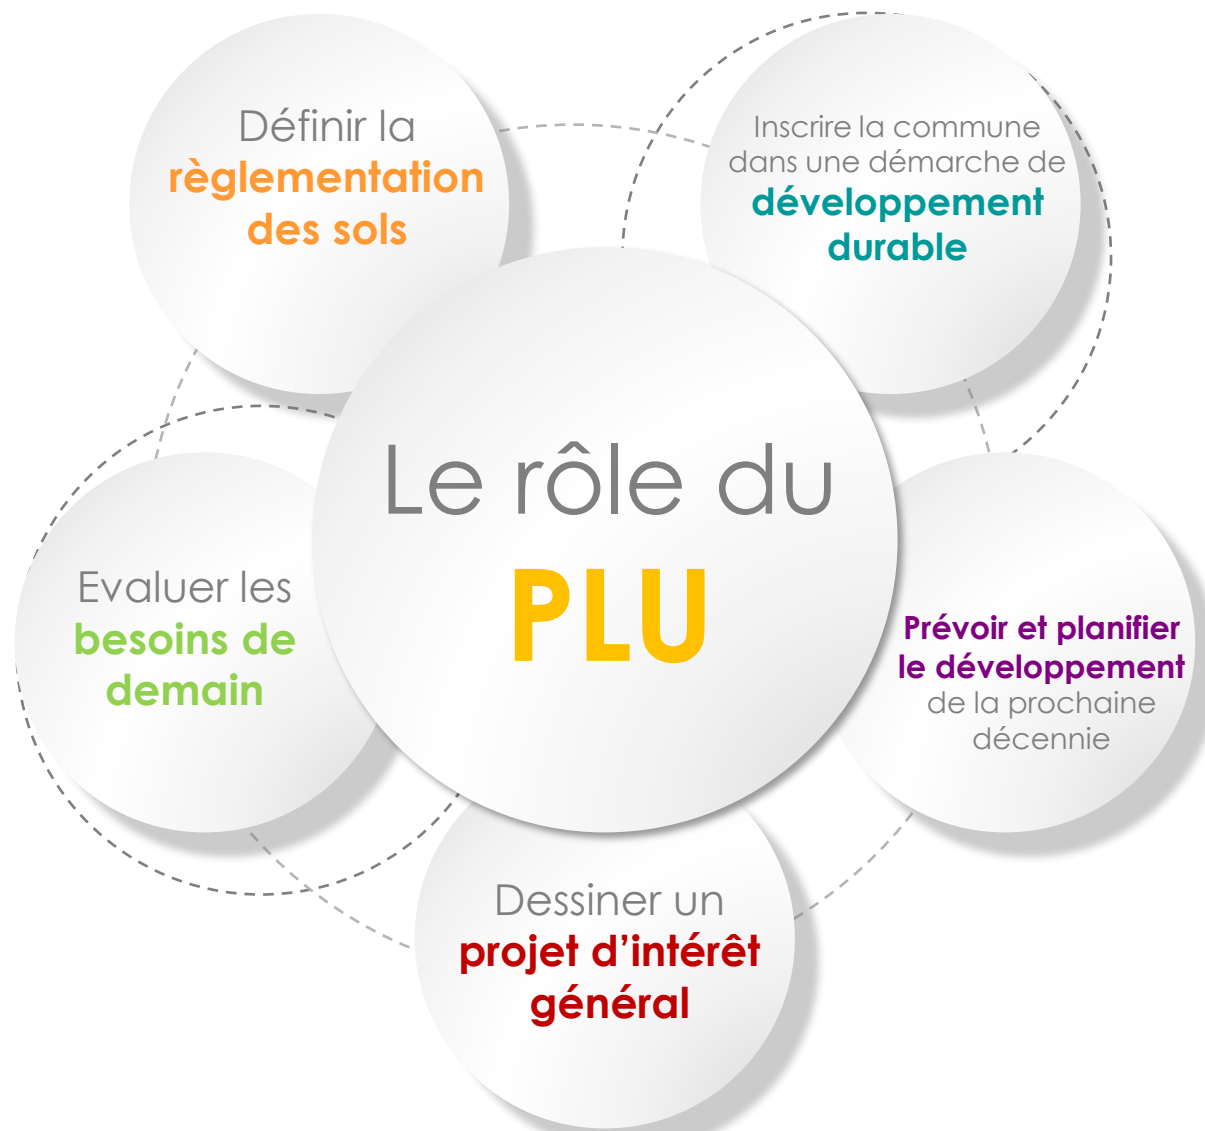 Définir la
règlementation
des sols
Inscrire la commune
dans une démarche de
développement
durable
Le rôle du
PLU
Evaluer les
besoins de
demain
Prévoir et planifier
le développement
de la prochaine
décennie
Dessiner un
projet d’intérêt
général